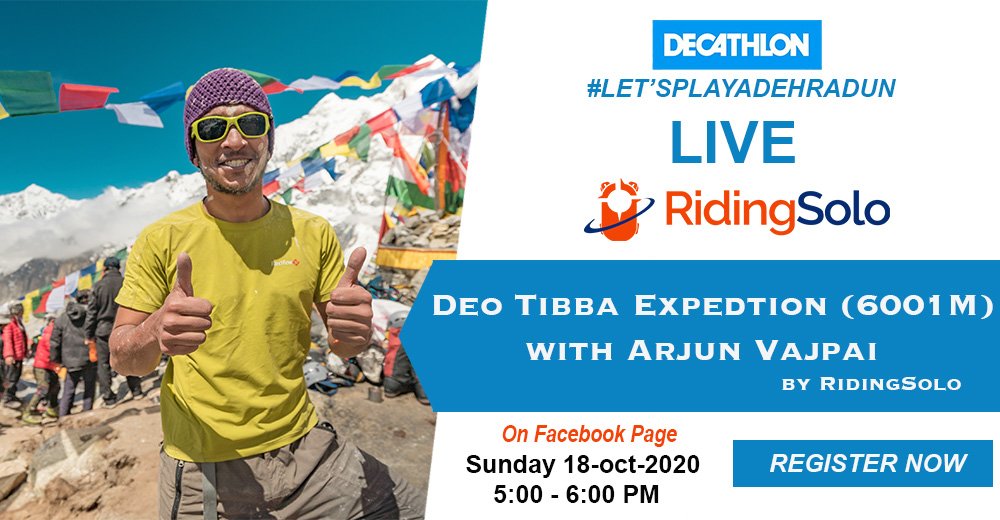 DECATHLON
#LET'SPLAYADEHRADUN
LIVE
RidingSolo
DEO TIBBA EXPEDTION (6001M)
WITH ARJUN VAJPAI
BY RIDINGSOLO
On Facebook Page
Sunday 18-oct-2020
5:00 - 6:00 PM
REGISTER NOW